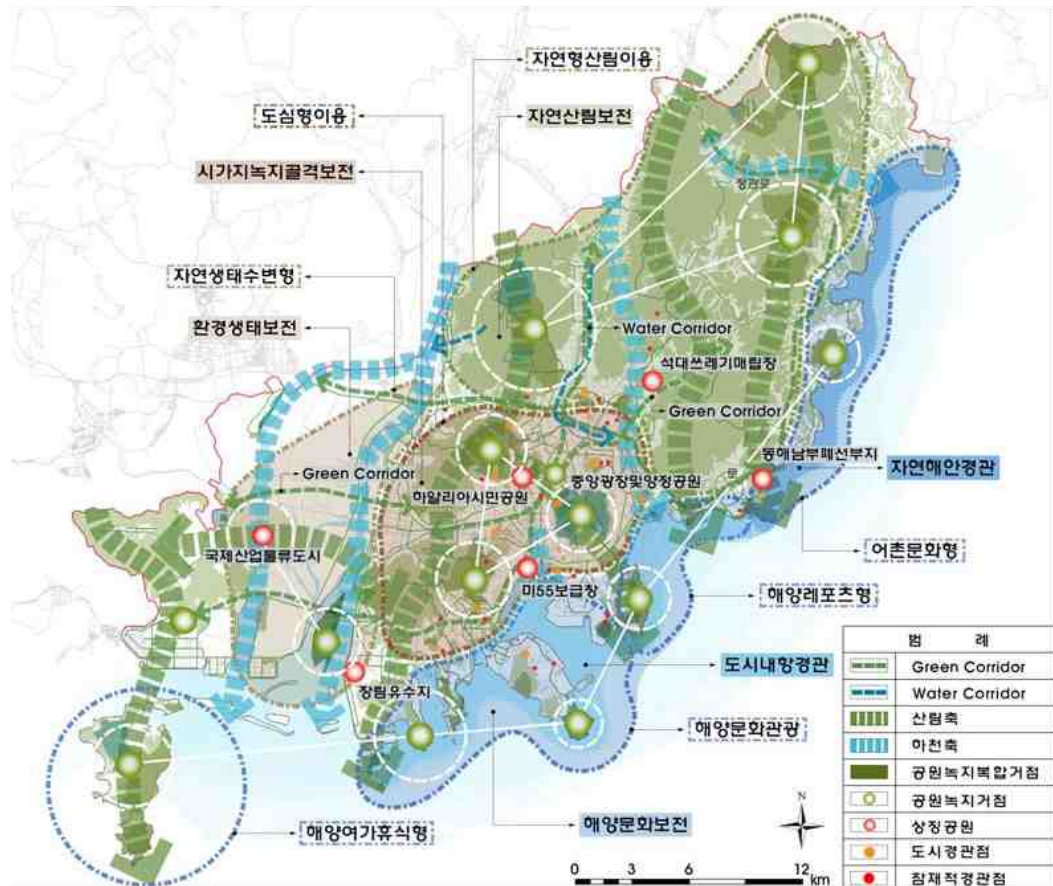 자연형산림이용
도심형이용
자연산림보전
시가지녹지골격보전
자연생태수변형
환경생태보전
Water Corridor
석대쓰레기매립장
Green Corridor
동해남부폐선부지
자연해안경관
Green Corridor
하얄리아시민공원
중앙광장및양정공원
국제산업물류도시
어촌문화형
미55보급창
해양레포츠형
도시내항경관
장림유수지
해양문화관광
해양문화보전
해양여가휴식형
범 례
Green Corridor
Water Corridor
산림축
하천축
공원녹지복합거점
공원녹지거점
상징공원
도시경관점
잠재적경관점
N
0 3 6 12
km